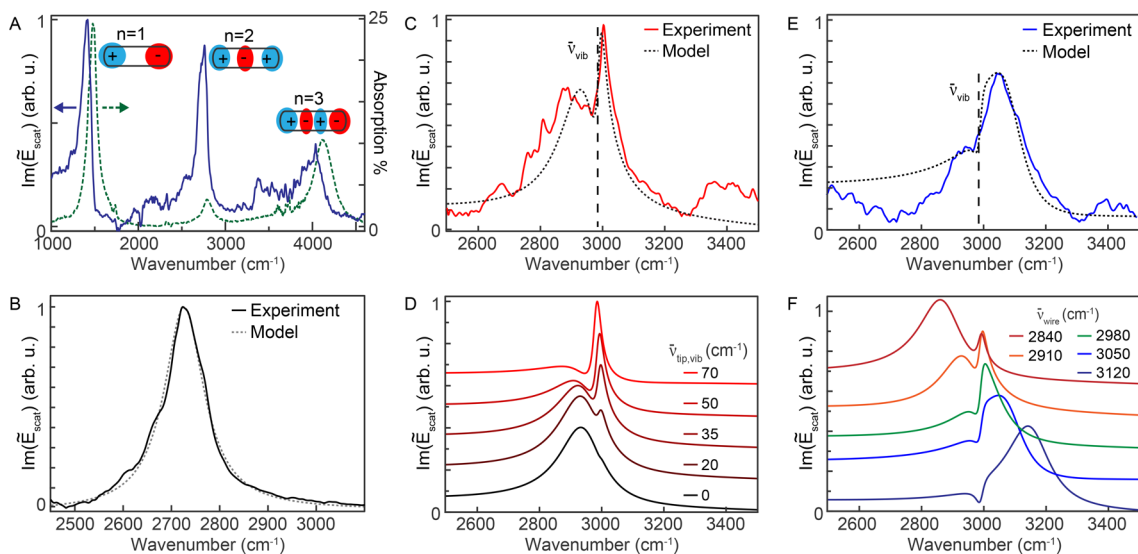 A
1
Im(Ẽscat) (arb. u.)
0
n=1
+ -
n=2
+ - +
n=3
+ - + -
25
Absorption %
0
1000 2000 3000 4000
Wavenumber (cm-1)
B
1
Im(Ẽscat) (arb. u.)
0
Experiment
Model
2500 2600 2700 2800 2900 3000
Wavenumber (cm-1)
C
1
Im(Ẽscat) (arb. u.)
0
ν̄vib
Experiment
Model
2600 2800 3000 3200 3400
Wavenumber (cm-1)
D
1
Im(Ẽscat) (arb. u.)
0
ν̄tip,vib (cm-1)
70
50
35
20
0
2600 2800 3000 3200 3400
Wavenumber (cm-1)
E
1
Im(Ẽscat) (arb. u.)
0
ν̄vib
Experiment
Model
2600 2800 3000 3200 3400
Wavenumber (cm-1)
F
1
Im(Ẽscat) (arb. u.)
0
ν̄wire (cm-1)
2840 2980
2910 3050
3120
2600 2800 3000 3200 3400
Wavenumber (cm-1)